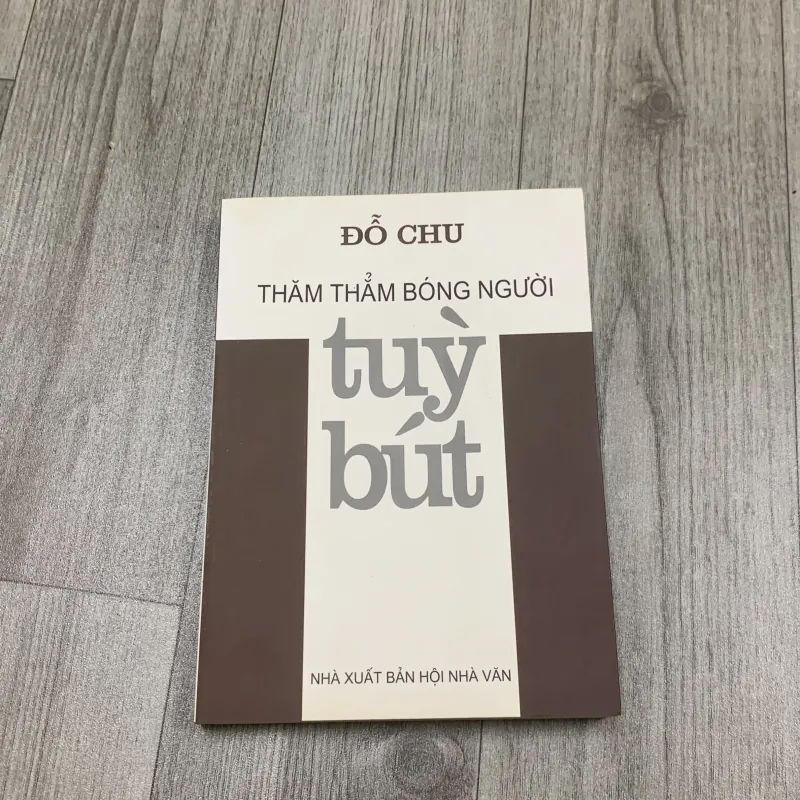 ĐỖ CHU
THĂM THẲM BÓNG NGƯỜI
tuỳ
bút
NHÀ XUẤT BẢN HỘI NHÀ VĂN